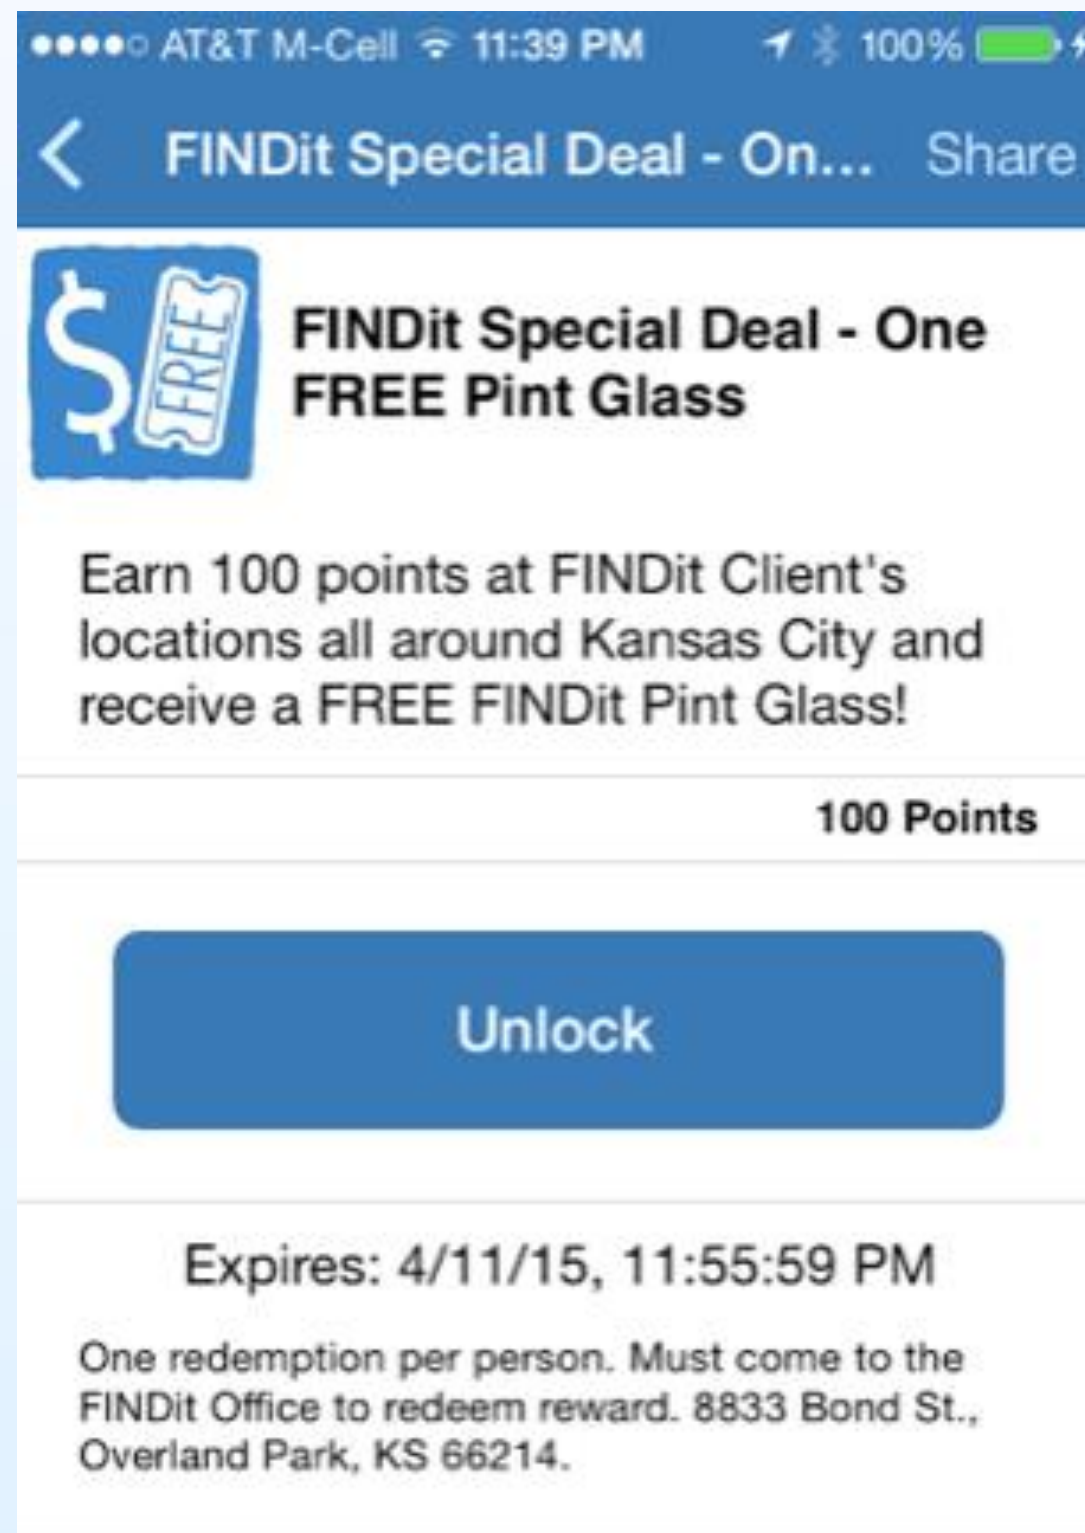 AT&T M-Cell 11:39 PM 100%
FINDit Special Deal - On... Share
$ FREE
FINDit Special Deal - One
FREE Pint Glass
Earn 100 points at FINDit Client's
locations all around Kansas City and
receive a FREE FINDit Pint Glass!
100 Points
Unlock
Expires: 4/11/15, 11:55:59 PM
One redemption per person. Must come to the
FINDit Office to redeem reward. 8833 Bond St.,
Overland Park, KS 66214.